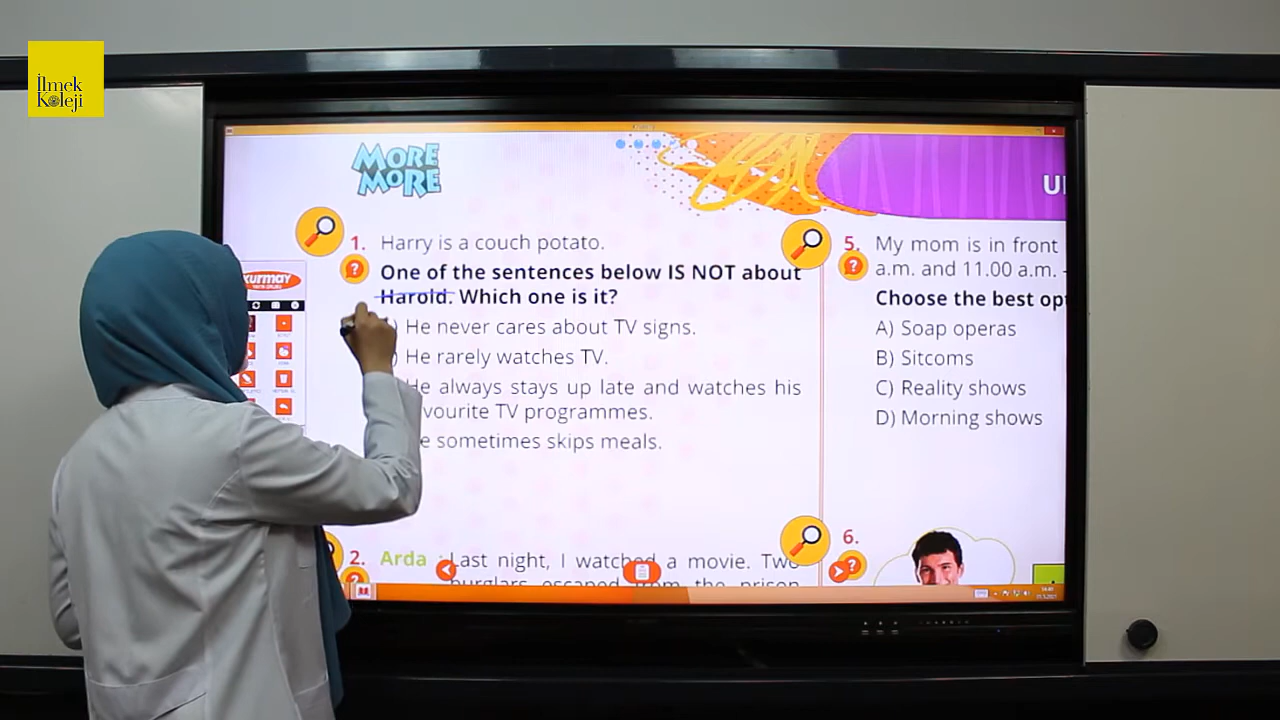 İlmek
Koleji
MORE
MORE
1. Harry is a couch potato.
One of the sentences below IS NOT about
Harold. Which one is it?
) He never cares about TV signs.
) He rarely watches TV.
He always stays up late and watches his
vourite TV programmes.
e sometimes skips meals.
2. Arda : Last night, I watched a movie. Two
burglars escaped from the prison
5. My mom is in front
a.m. and 11.00 a.m.
Choose the best opt
A) Soap operas
B) Sitcoms
C) Reality shows
D) Morning shows
6.